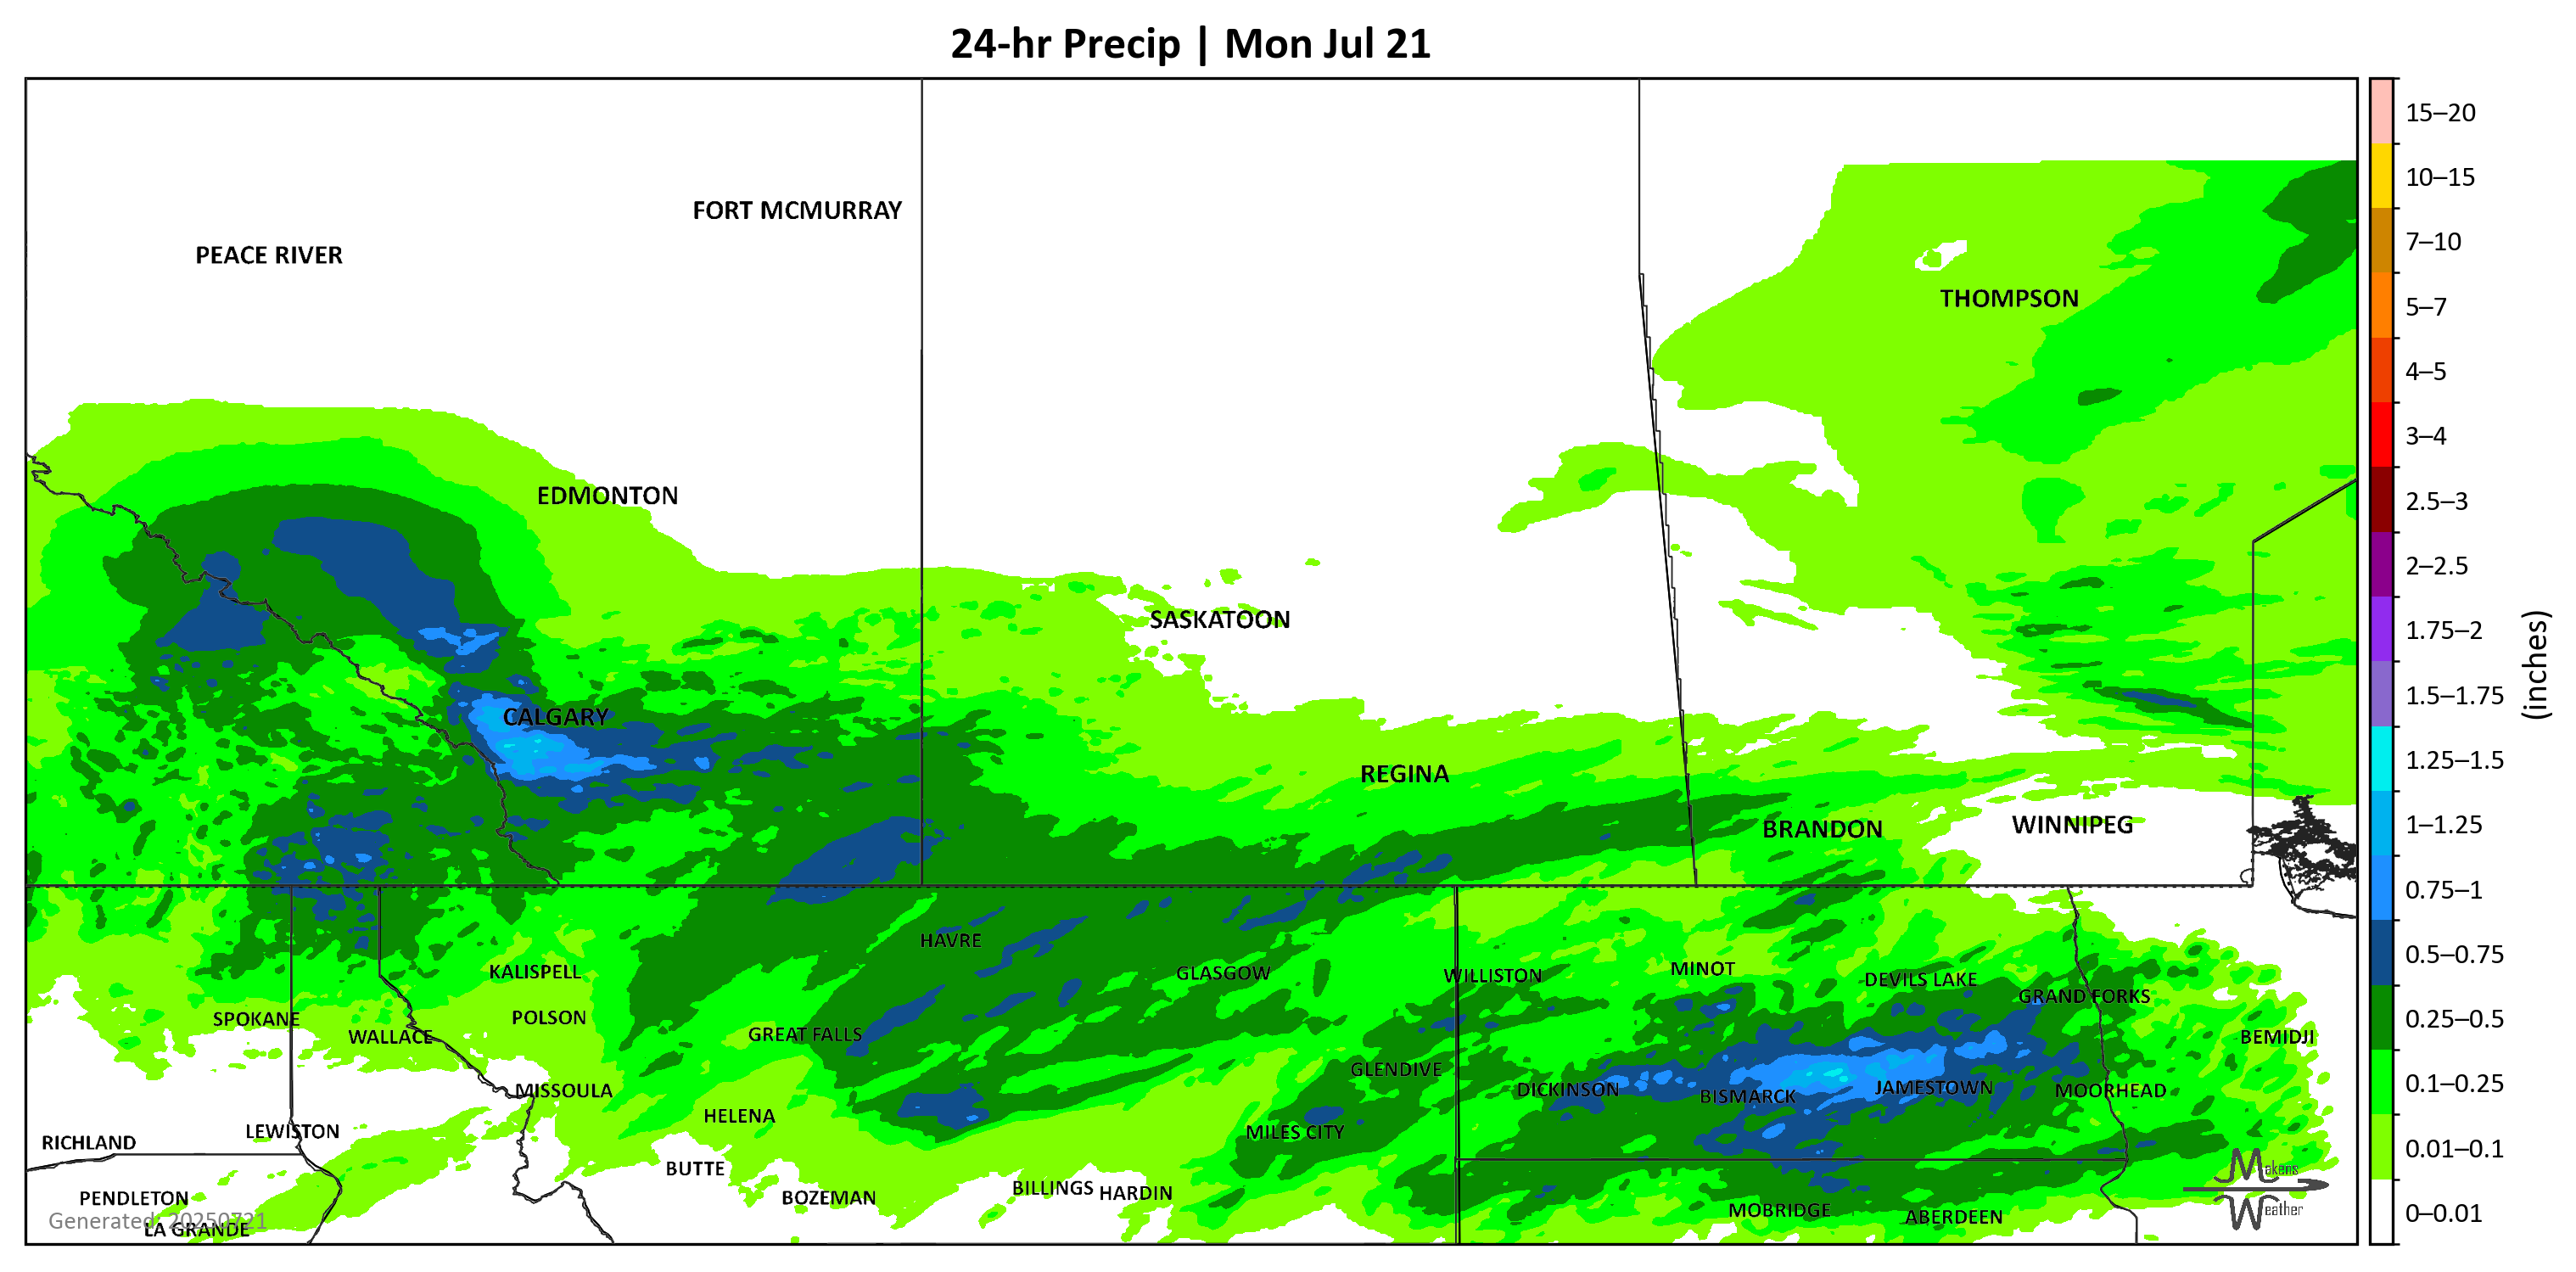 24-hr Precip | Mon Jul 21
15–20
10–15
FORT MCMURRAY
7–10
PEACE RIVER
THOMPSON
5–7
4–5
3–4
EDMONTON
2.5–3
2–2.5
SASKATOON
1.75–2
(inches)
1.5–1.75
CALGARY
1.25–1.5
REGINA
BRANDON
WINNIPEG
1–1.25
0.75–1
HAVRE
0.5–0.75
KALISPELL
GLASGOW
WILLISTON
MINOT
DEVILS LAKE
GRAND FORKS
SPOKANE
POLSON
0.25–0.5
WALLACE
GREAT FALLS
BEMIDJI
GLENDIVE
0.1–0.25
MISSOULA
DICKINSON
BISMARCK
JAMESTOWN
MOORHEAD
HELENA
RICHLAND
LEWISTON
MILES CITY
0.01–0.1
BUTTE
Makens
PENDLETON
BOZEMAN
BILLINGS
HARDIN
Weather
MOBRIDGE
ABERDEEN
0–0.01
Generated: 20250721
LA GRANDE